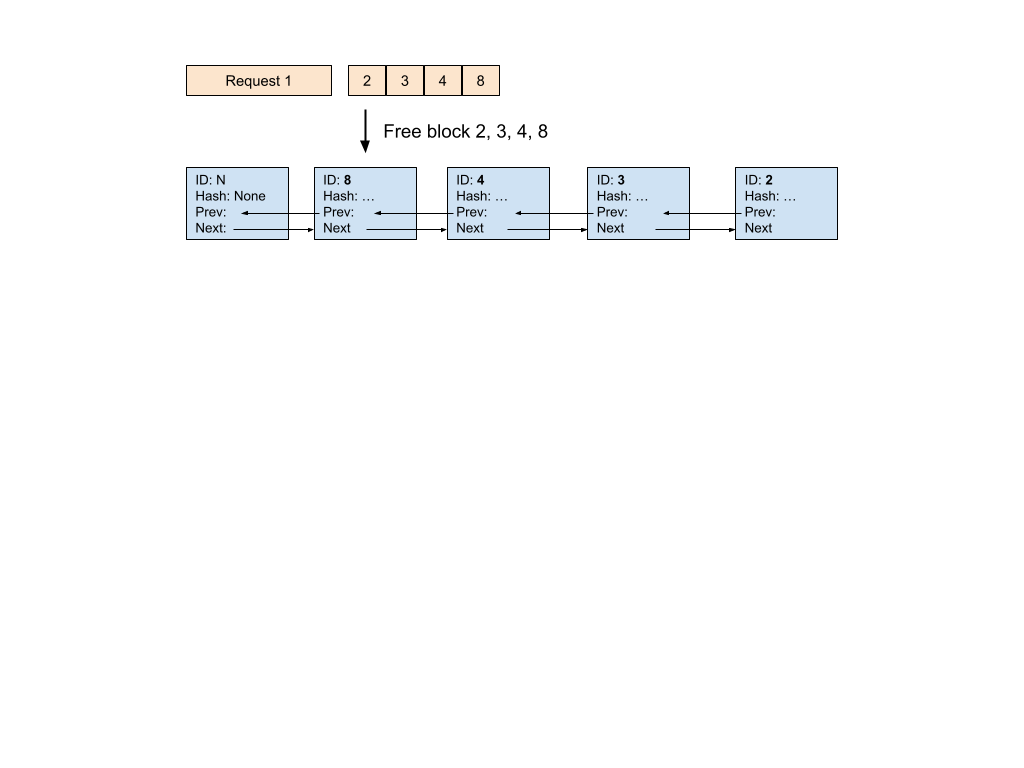 Request 1
2 3 4 8
Free block 2, 3, 4, 8
ID: N
Hash: None
Prev:
Next:
ID: 8
Hash: …
Prev:
Next
ID: 4
Hash: …
Prev:
Next
ID: 3
Hash: …
Prev:
Next
ID: 2
Hash: …
Prev:
Next